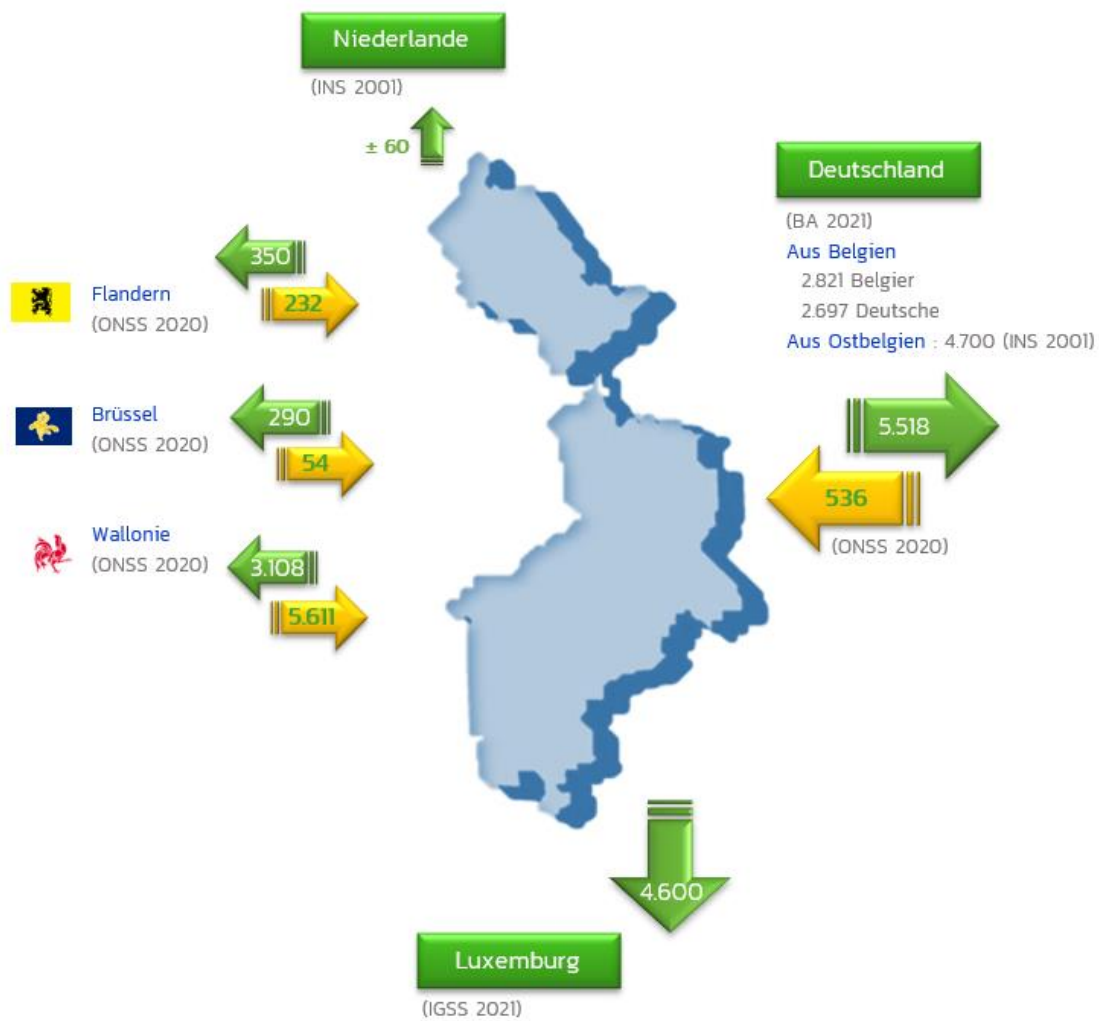 Niederlande
(INS 2001)
± 60
Deutschland
(BA 2021)
Aus Belgien
2.821 Belgier
2.697 Deutsche
Aus Ostbelgien : 4.700 (INS 2001)
5.518
536
(ONSS 2020)
350
232
Flandern
(ONSS 2020)
290
54
Brüssel
(ONSS 2020)
3.108
5.611
Wallonie
(ONSS 2020)
4.600
Luxemburg
(IGSS 2021)